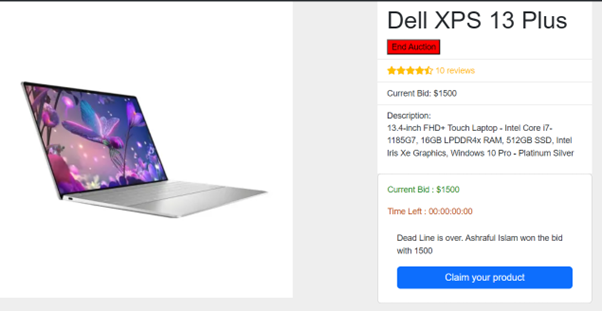 Dell XPS 13 Plus
End Auction
10 reviews
Current Bid: $1500
Description:
13.4-inch FHD+ Touch Laptop - Intel Core i7-
1185G7, 16GB LPDDR4x RAM, 512GB SSD, Intel
Iris Xe Graphics, Windows 10 Pro - Platinum Silver
Current Bid : $1500
Time Left : 00:00:00:00
Dead Line is over. Ashraful Islam won the bid
with 1500
Claim your product